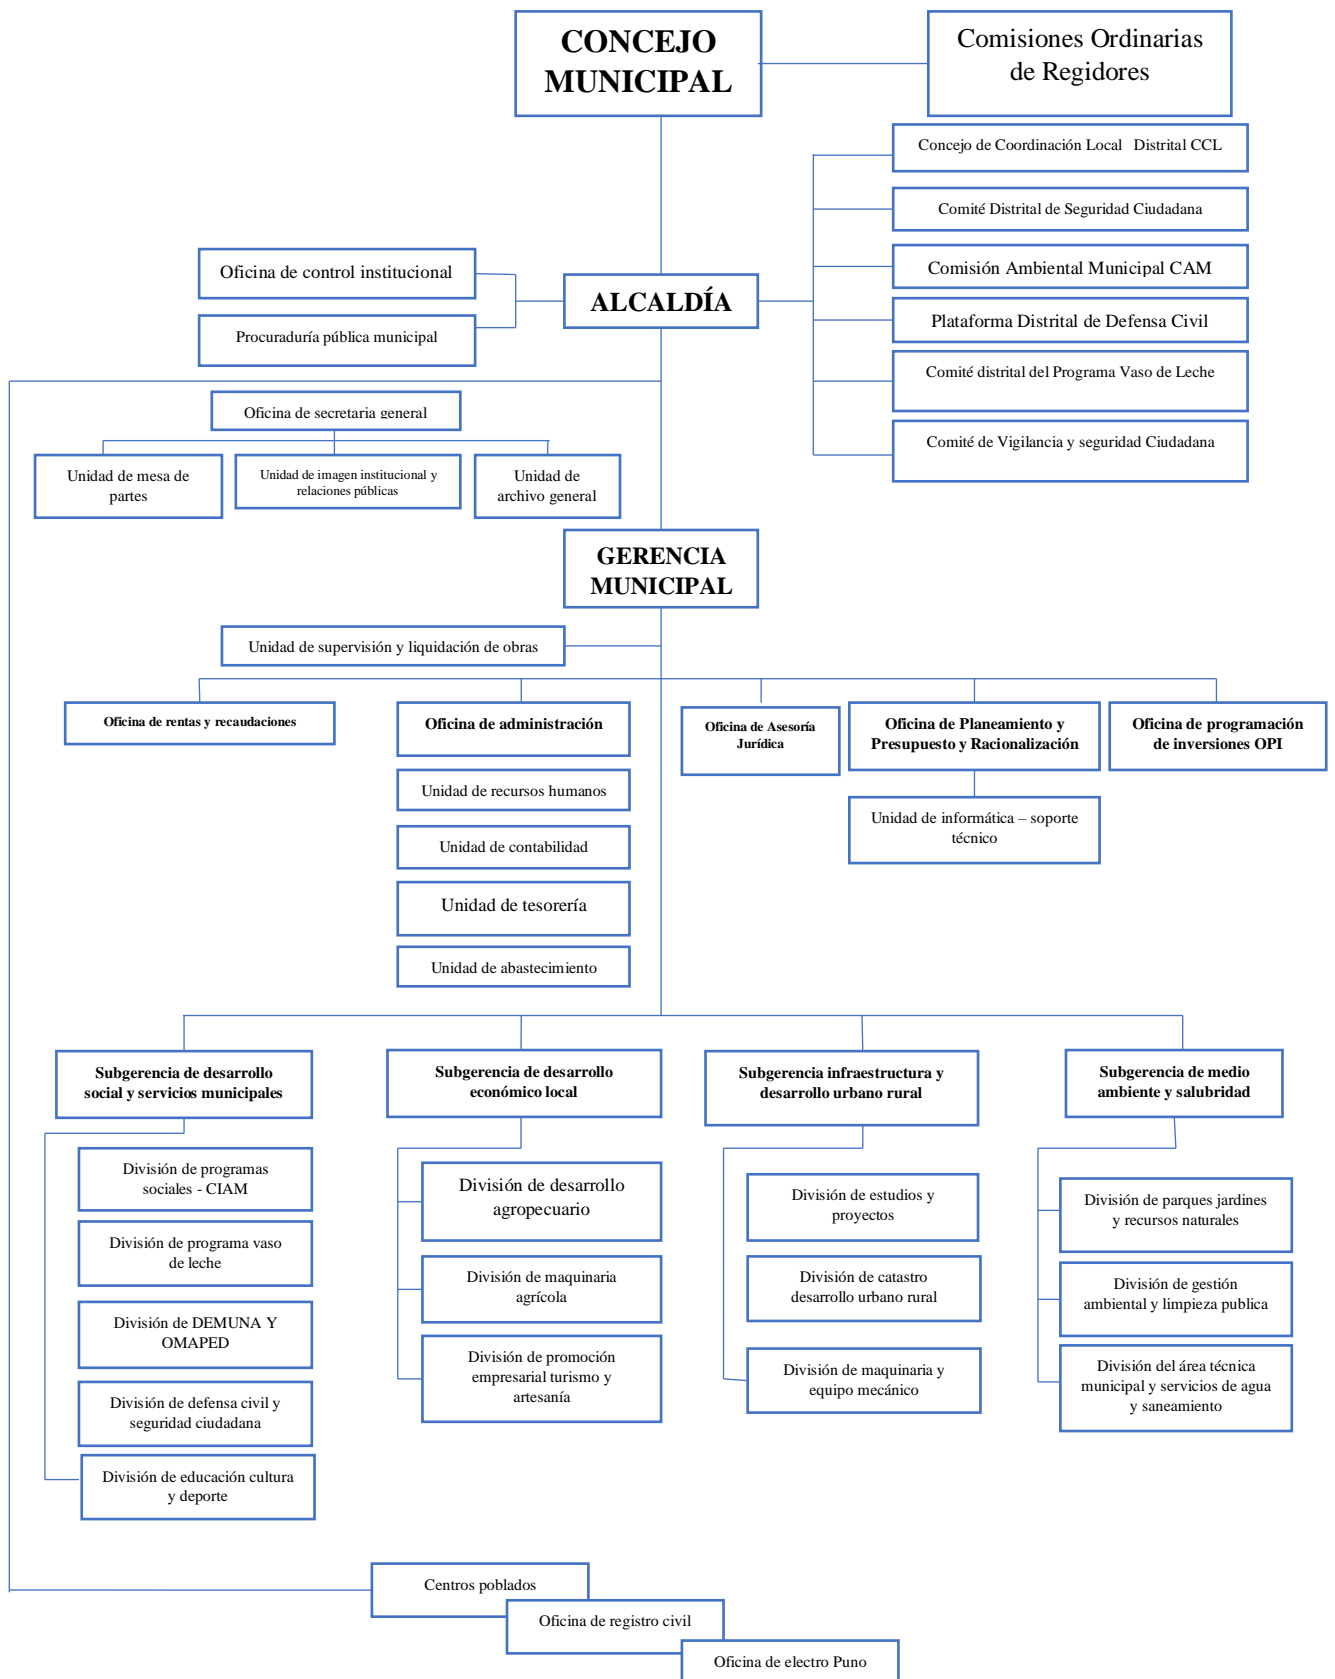 CONCEJO
MUNICIPAL
Comisiones Ordinarias
de Regidores
Concejo de Coordinación Local Distrital CCL
Comité Distrital de Seguridad Ciudadana
Comisión Ambiental Municipal CAM
Plataforma Distrital de Defensa Civil
Comité distrital del Programa Vaso de Leche
Comité de Vigilancia y seguridad Ciudadana
Oficina de control institucional
Procuraduría pública municipal
ALCALDÍA
Oficina de secretaria general
Unidad de mesa de
partes
Unidad de imagen institucional y
relaciones públicas
Unidad de
archivo general
GERENCIA
MUNICIPAL
Unidad de supervisión y liquidación de obras
Oficina de rentas y recaudaciones
Oficina de administración
Oficina de Asesoría
Jurídica
Oficina de Planeamiento y
Presupuesto y Racionalización
Oficina de programación
de inversiones OPI
Unidad de recursos humanos
Unidad de contabilidad
Unidad de tesorería
Unidad de abastecimiento
Unidad de informática – soporte
técnico
Subgerencia de desarrollo
social y servicios municipales
Subgerencia de desarrollo
económico local
Subgerencia infraestructura y
desarrollo urbano rural
Subgerencia de medio
ambiente y salubridad
División de programas
sociales - CIAM
División de programa vaso
de leche
División de DEMUNA Y
OMAPED
División de defensa civil y
seguridad ciudadana
División de educación cultura
y deporte
División de desarrollo
agropecuario
División de maquinaria
agrícola
División de promoción
empresarial turismo y
artesanía
División de estudios y
proyectos
División de catastro
desarrollo urbano rural
División de maquinaria y
equipo mecánico
División de parques jardines
y recursos naturales
División de gestión
ambiental y limpieza publica
División del área técnica
municipal y servicios de agua
y saneamiento
Centros poblados
Oficina de registro civil
Oficina de electro Puno